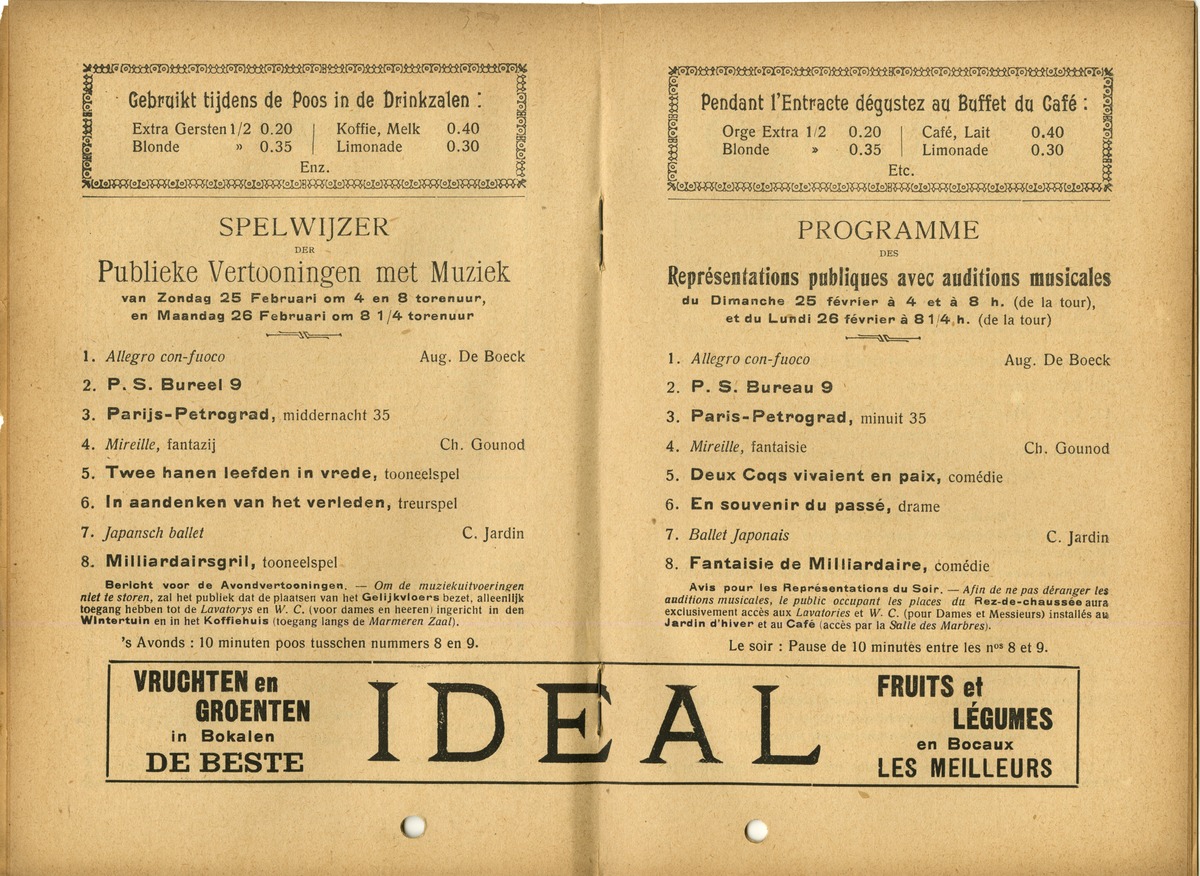 Gebruikt tijdens de Poos in de Drinkzalen :
Extra Gersten 1/2 0.20 | Koffie, Melk 0.40
Blonde » 0.35 | Limonade 0.30
Enz.
SPELWIJZER
DER
Publieke Vertooningen met Muziek
van Zondag 25 Februari om 4 en 8 torenuur,
en Maandag 26 Februari om 8 1/4 torenuur
1. Allegro con-fuoco Aug. De Boeck
2. P. S. Bureel 9
3. Parijs-Petrograd, middernacht 35
4. Mireille, fantazij Ch. Gounod
5. Twee hanen leefden in vrede, tooneelspel
6. In aandenken van het verleden, treurspel
7. Japansch ballet C. Jardin
8. Milliardairsgril, tooneelspel
Bericht voor de Avondvertooningen. — Om de muziekuitvoeringen
niet te storen, zal het publiek dat de plaatsen van het Gelijkvloers bezet, alleenlijk
toegang hebben tot de Lavatorys en W. C. (voor dames en heeren) ingericht in den
Wintertuin en in het Koffiehuis (toegang langs de Marmeren Zaal).
's Avonds : 10 minuten poos tusschen nummers 8 en 9.
Pendant l'Entracte dégustez au Buffet du Café :
Orge Extra 1/2 0.20 | Café, Lait 0.40
Blonde » 0.35 | Limonade 0.30
Etc.
PROGRAMME
DES
Représentations publiques avec auditions musicales
du Dimanche 25 février à 4 et à 8 h. (de la tour),
et du Lundi 26 février à 8 1/4 h. (de la tour)
1. Allegro con-fuoco Aug. De Boeck
2. P. S. Bureau 9
3. Paris-Petrograd, minuit 35
4. Mireille, fantaisie Ch. Gounod
5. Deux Coqs vivaient en paix, comédie
6. En souvenir du passé, drame
7. Ballet Japonais C. Jardin
8. Fantaisie de Milliardaire, comédie
Avis pour les Représentations du Soir. — Afin de ne pas déranger les
auditions musicales, le public occupant les places du Rez-de-chaussée aura
exclusivement accès aux Lavatories et W. C. (pour Dames et Messieurs) installés au
Jardin d'hiver et au Café (accès par la Salle des Marbres).
Le soir : Pause de 10 minutes entre les nos 8 et 9.
VRUCHTEN en
GROENTEN
in Bokalen
DE BESTE
IDEAL
FRUITS et
LÉGUMES
en Bocaux
LES MEILLEURS